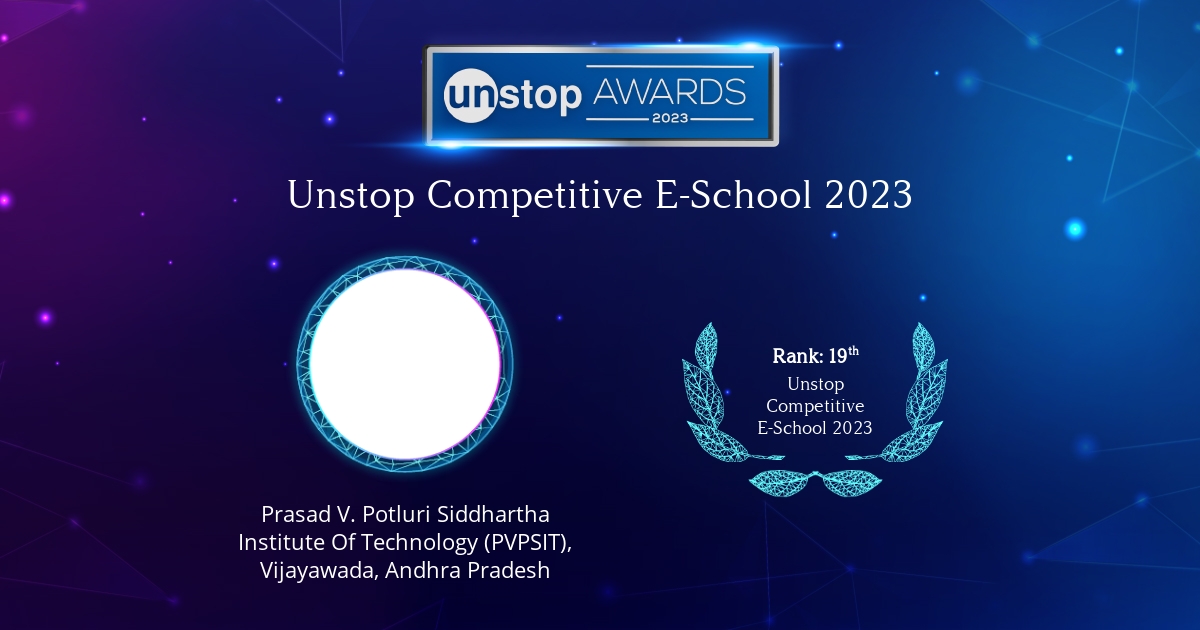 unstop AWARDS
2023
Unstop Competitive E-School 2023
Rank: 19th
Unstop
Competitive
E-School 2023
Prasad V. Potluri Siddhartha
Institute Of Technology (PVPSIT),
Vijayawada, Andhra Pradesh